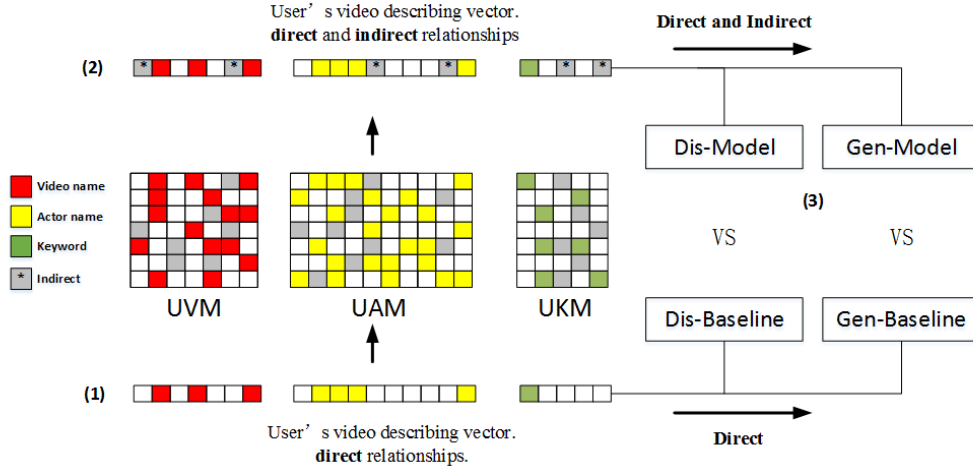 User’s video describing vector.
direct and indirect relationships
Direct and Indirect
(2)
* * * * * *
Dis-Model
Gen-Model
Video name
Actor name
Keyword
* Indirect
(3)
VS
VS
UVM
UAM
UKM
Dis-Baseline
Gen-Baseline
(1)
User’s video describing vector.
direct relationships.
Direct